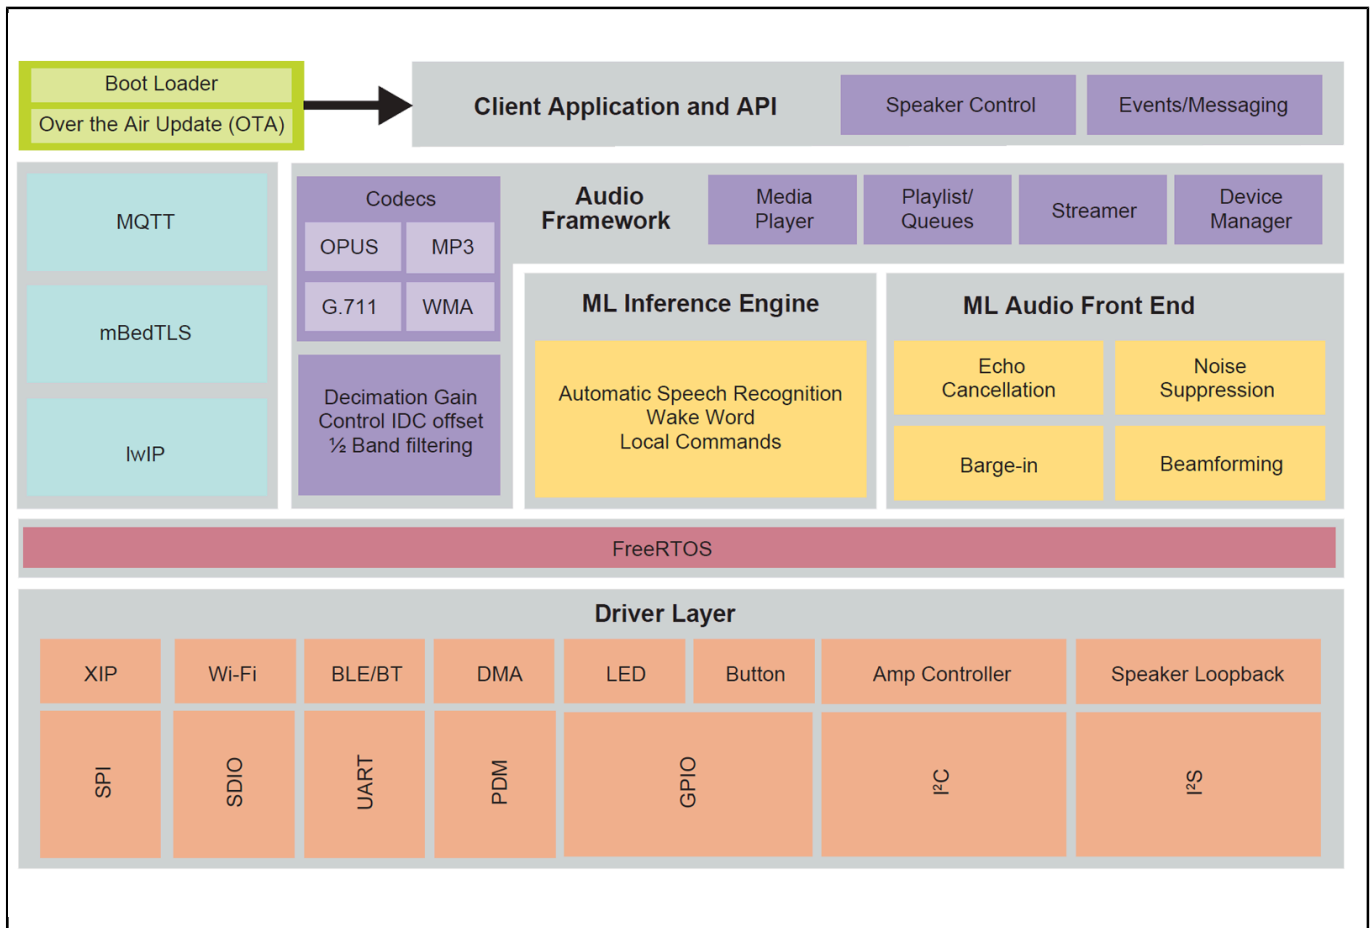 Boot Loader
Over the Air Update (OTA)
Client Application and API
Speaker Control
Events/Messaging
MQTT
mBedTLS
lwIP
Codecs
OPUS
MP3
G.711
WMA
Decimation Gain
Control IDC offset
½ Band filtering
Audio
Framework
Media
Player
Playlist/
Queues
Streamer
Device
Manager
ML Inference Engine
Automatic Speech Recognition
Wake Word
Local Commands
ML Audio Front End
Echo
Cancellation
Noise
Suppression
Barge-in
Beamforming
FreeRTOS
Driver Layer
XIP
Wi-Fi
BLE/BT
DMA
LED
Button
Amp Controller
Speaker Loopback
SPI
SDIO
UART
PDM
GPIO
I²C
I²S